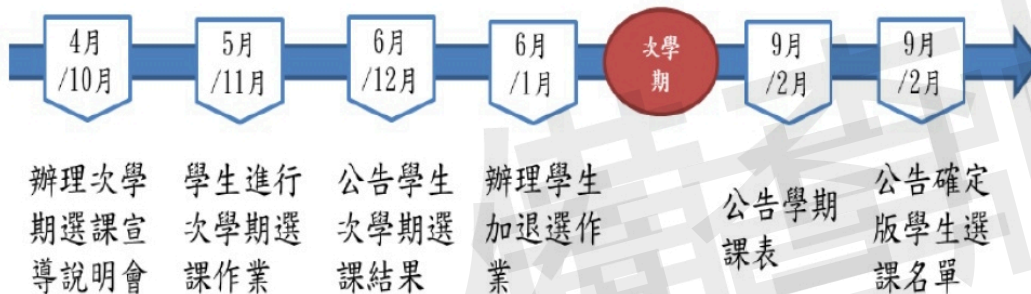 4月
/10月
5月
/11月
6月
/12月
6月
/1月
次學
期
9月
/2月
9月
/2月
辦理次學
期選課宣
導說明會
學生進行
次學期選
課作業
公告學生
次學期選
課結果
辦理學生
加退選作
業
公告學期
課表
公告確定
版學生選
課名單
備查